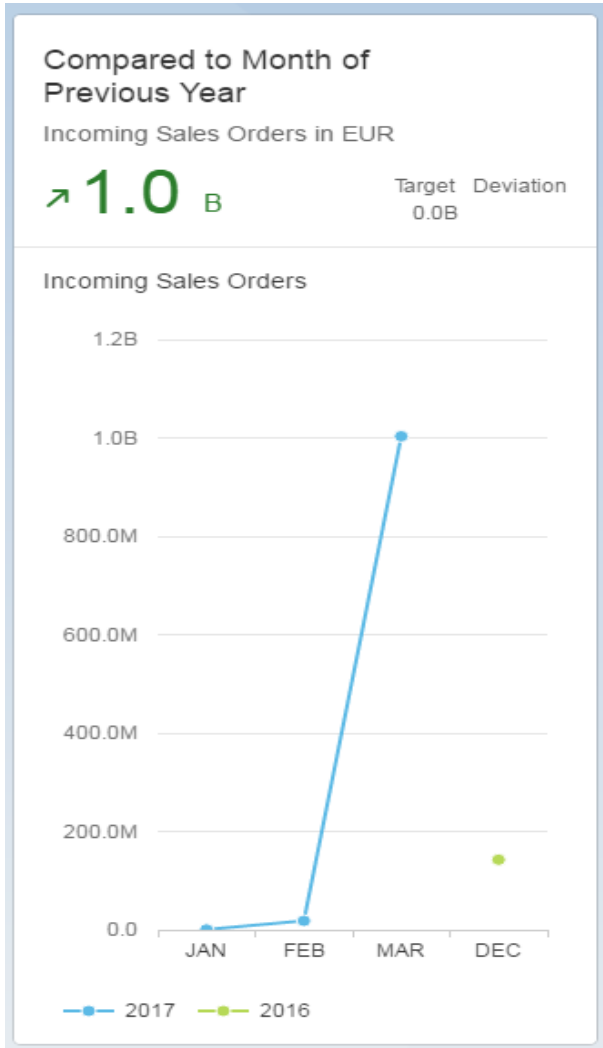 Compared to Month of
Previous Year
Incoming Sales Orders in EUR
1.0 B
Target Deviation
0.0B
Incoming Sales Orders
1.2B
1.0B
800.0M
600.0M
400.0M
200.0M
0.0
JAN FEB MAR DEC
2017 2016